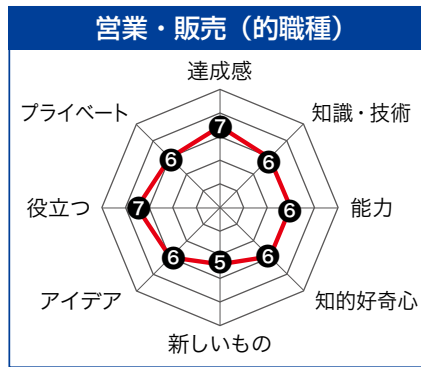 営業・販売（的職種）
達成感
プライベート
知識・技術
7
6
6
役立つ
7
6
能力
6
5
6
アイデア
知的好奇心
新しいもの